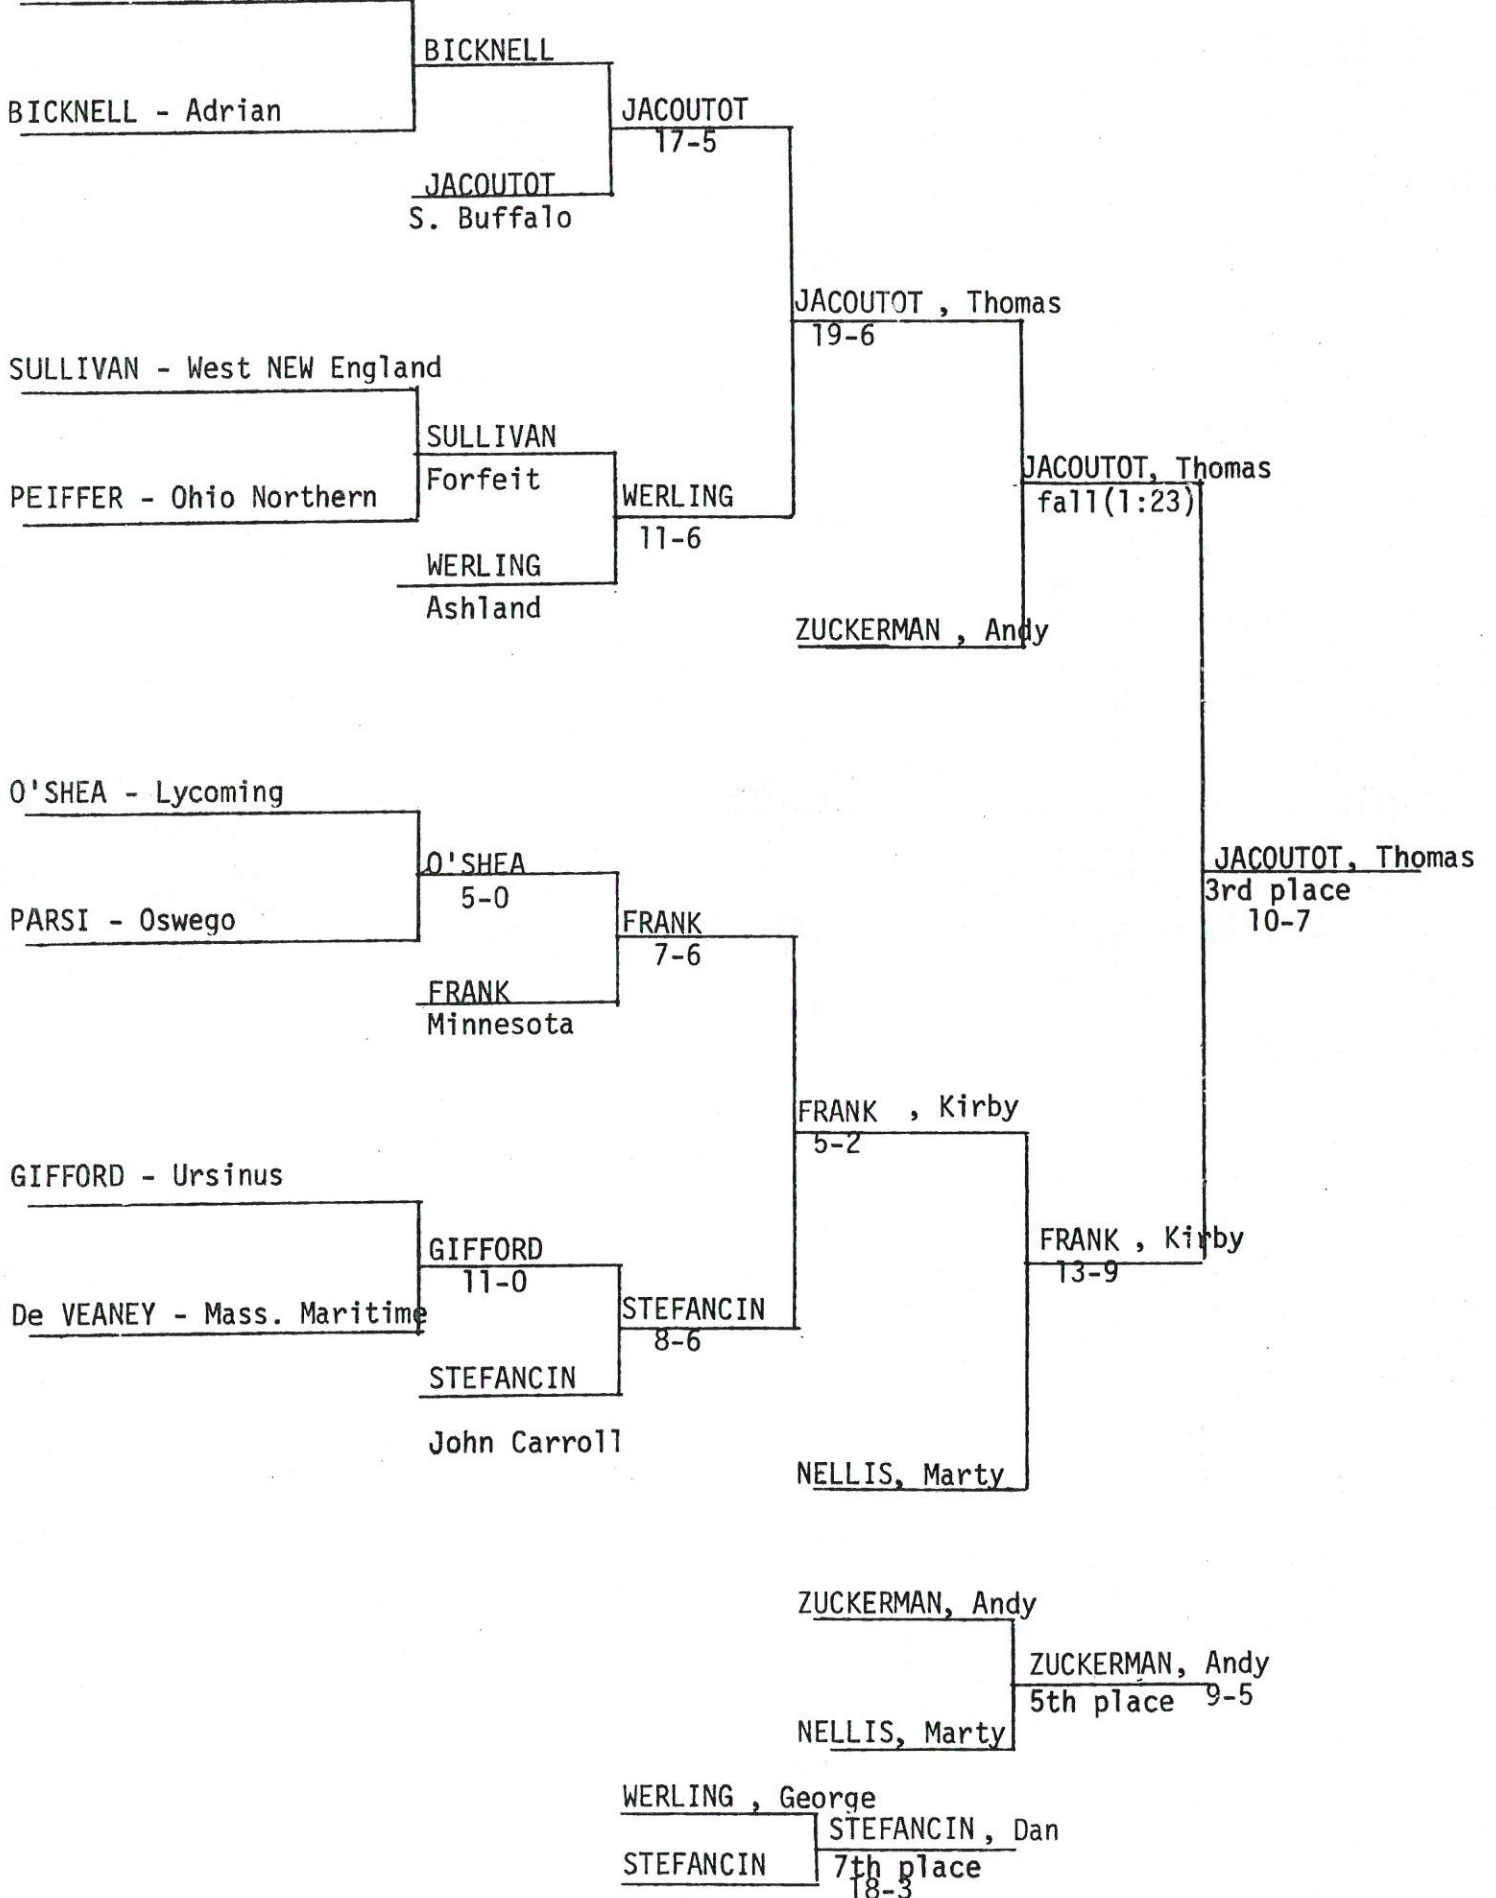 BICKNELL
BICKNELL - Adrian
JACOUTOT
17-5
JACOUTOT
S. Buffalo
JACOUTOT , Thomas
19-6
SULLIVAN - West NEW England
SULLIVAN
Forfeit
PEIFFER - Ohio Northern
WERLING
11-6
WERLING
Ashland
JACOUTOT, Thomas
fall(1:23)
ZUCKERMAN , Andy
O'SHEA - Lycoming
O'SHEA
5-0
PARSI - Oswego
FRANK
7-6
FRANK
Minnesota
JACOUTOT, Thomas
3rd place
10-7
FRANK , Kirby
5-2
GIFFORD - Ursinus
GIFFORD
11-0
De VEANEY - Mass. Maritime
STEFANCIN
8-6
STEFANCIN
John Carroll
FRANK , Kirby
13-9
NELLIS, Marty
ZUCKERMAN, Andy
ZUCKERMAN, Andy
5th place 9-5
NELLIS, Marty
WERLING , George
STEFANCIN , Dan
STEFANCIN
7th place
18-3